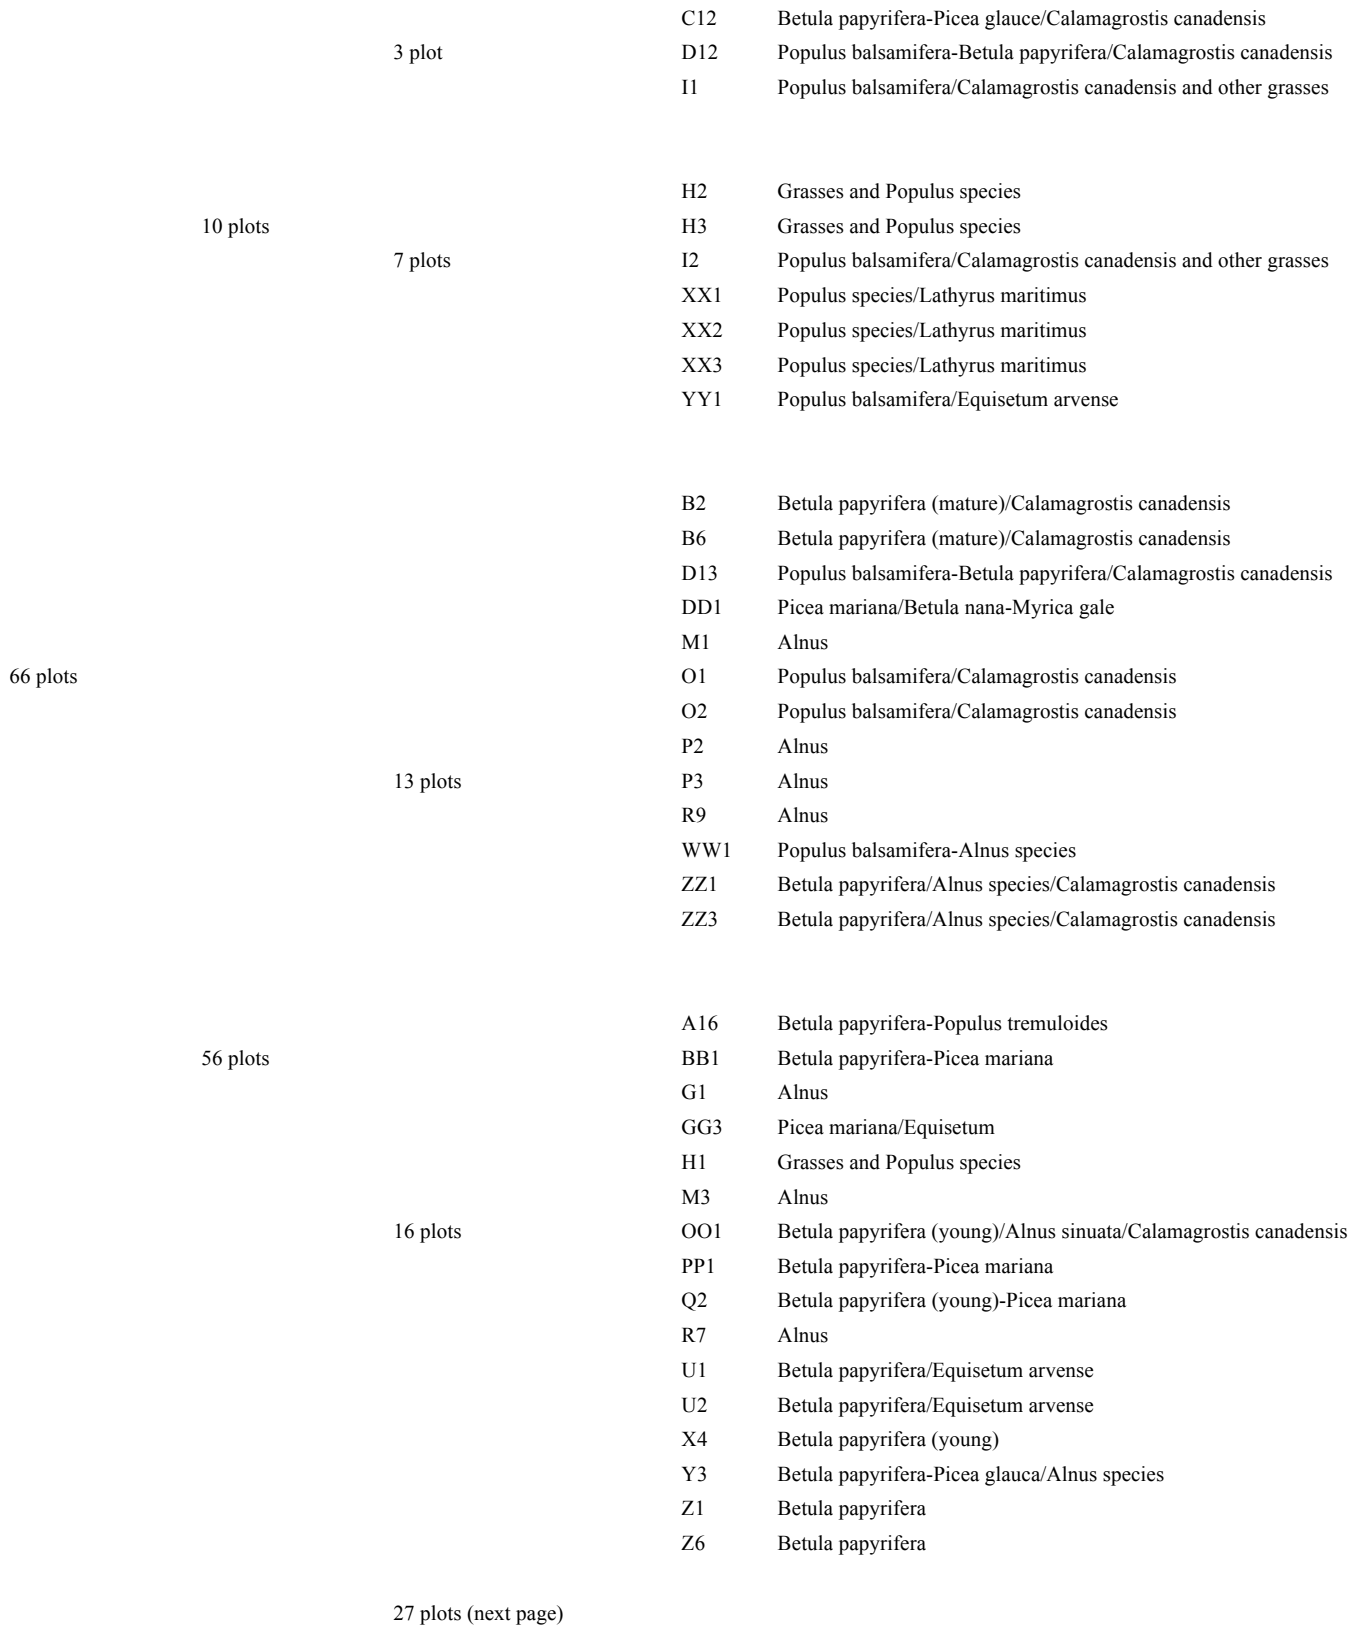 C12 Betula papyrifera-Picea glauce/Calamagrostis canadensis
3 plot D12 Populus balsamifera-Betula papyrifera/Calamagrostis canadensis
I1 Populus balsamifera/Calamagrostis canadensis and other grasses
H2 Grasses and Populus species
10 plots H3 Grasses and Populus species
7 plots I2 Populus balsamifera/Calamagrostis canadensis and other grasses
XX1 Populus species/Lathyrus maritimus
XX2 Populus species/Lathyrus maritimus
XX3 Populus species/Lathyrus maritimus
YY1 Populus balsamifera/Equisetum arvense
B2 Betula papyrifera (mature)/Calamagrostis canadensis
B6 Betula papyrifera (mature)/Calamagrostis canadensis
D13 Populus balsamifera-Betula papyrifera/Calamagrostis canadensis
DD1 Picea mariana/Betula nana-Myrica gale
M1 Alnus
66 plots O1 Populus balsamifera/Calamagrostis canadensis
O2 Populus balsamifera/Calamagrostis canadensis
P2 Alnus
13 plots P3 Alnus
R9 Alnus
WW1 Populus balsamifera-Alnus species
ZZ1 Betula papyrifera/Alnus species/Calamagrostis canadensis
ZZ3 Betula papyrifera/Alnus species/Calamagrostis canadensis
A16 Betula papyrifera-Populus tremuloides
56 plots BB1 Betula papyrifera-Picea mariana
G1 Alnus
GG3 Picea mariana/Equisetum
H1 Grasses and Populus species
M3 Alnus
16 plots OO1 Betula papyrifera (young)/Alnus sinuata/Calamagrostis canadensis
PP1 Betula papyrifera-Picea mariana
Q2 Betula papyrifera (young)-Picea mariana
R7 Alnus
U1 Betula papyrifera/Equisetum arvense
U2 Betula papyrifera/Equisetum arvense
X4 Betula papyrifera (young)
Y3 Betula papyrifera-Picea glauca/Alnus species
Z1 Betula papyrifera
Z6 Betula papyrifera
27 plots (next page)